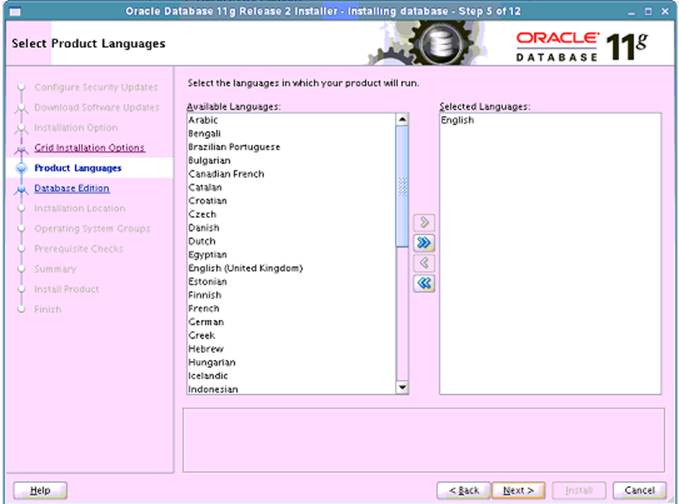 Oracle Database 11g Release 2 Installer - Installing database - Step 5 of 12
Select Product Languages
ORACLE
DATABASE
11g
Configure Security Updates
Download Software Updates
Installation Option
Grid Installation Options
Product Languages
Database Edition
Installation Location
Operating System Groups
Prerequisite Checks
Summary
Install Product
Finish
Select the languages in which your product will run.
Available Languages:
Arabic
Bengali
Brazilian Portuguese
Bulgarian
Canadian French
Catalan
Croatian
Czech
Danish
Dutch
Egyptian
English (United Kingdom)
Estonian
Finnish
French
German
Greek
Hebrew
Hungarian
Icelandic
Indonesian
Selected Languages:
English
Help
< Back
Next >
Install
Cancel